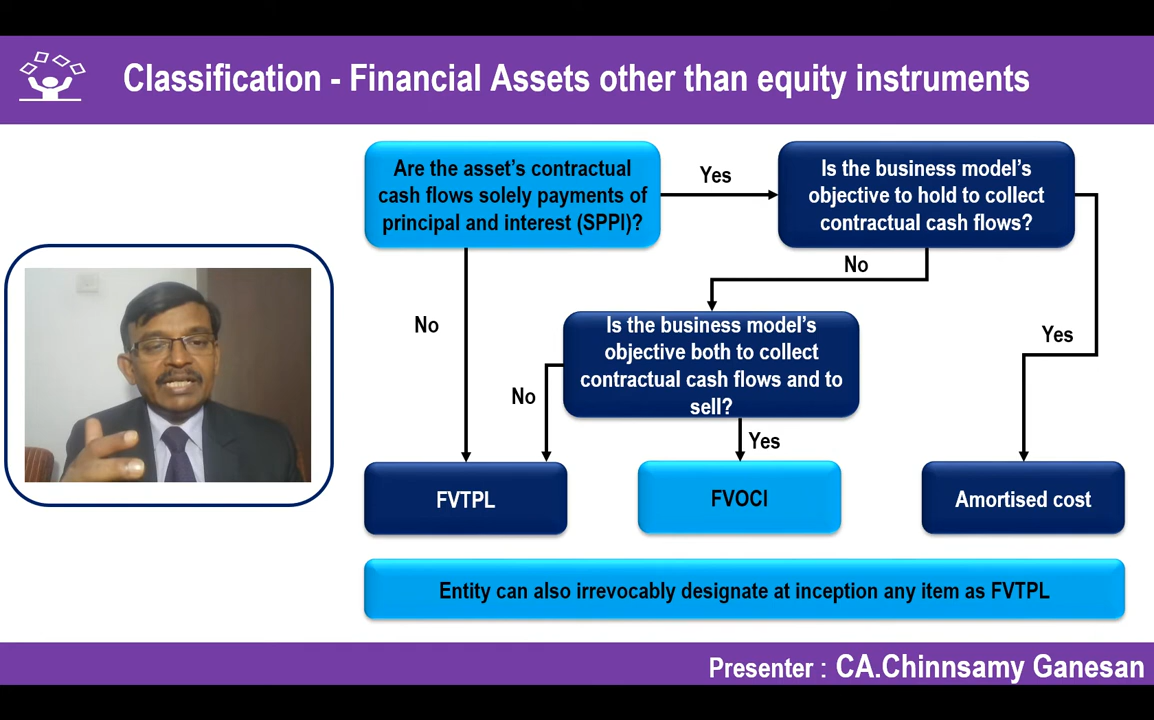 Classification - Financial Assets other than equity instruments
Are the asset's contractual
cash flows solely payments of
principal and interest (SPPI)?
Yes
Is the business model's
objective to hold to collect
contractual cash flows?
No
Is the business model's
objective both to collect
contractual cash flows and to
sell?
No
No
Yes
Yes
FVTPL
FVOCI
Amortised cost
Entity can also irrevocably designate at inception any item as FVTPL
Presenter : CA.Chinnsamy Ganesan